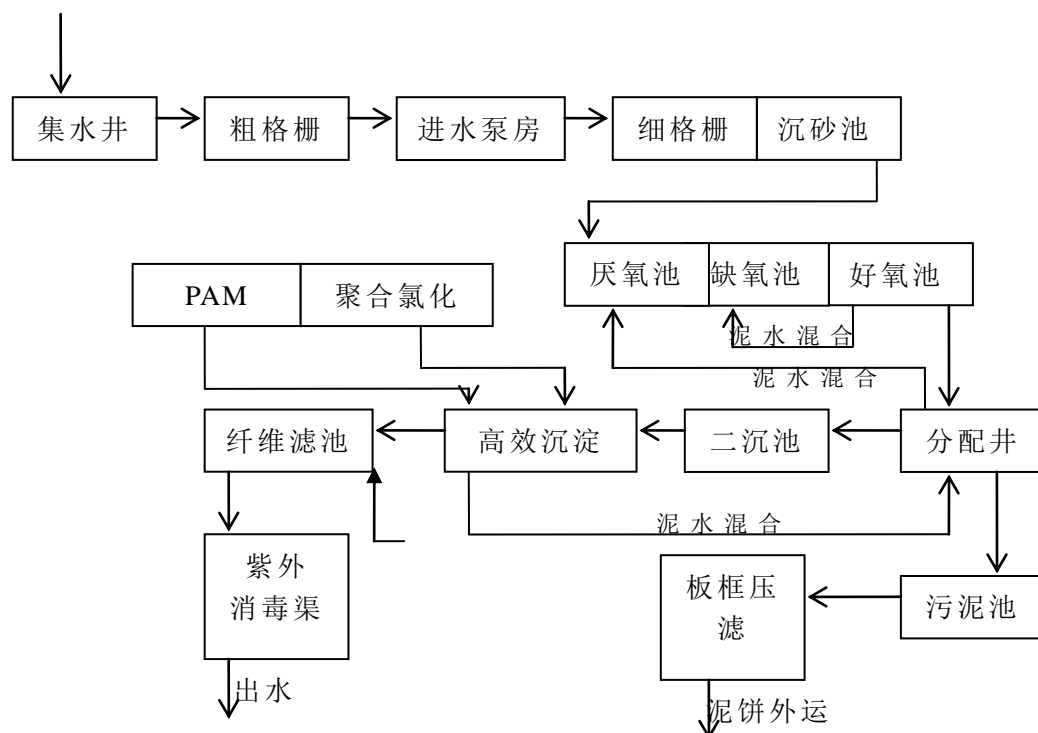 集水井
粗格栅
进水泵房
细格栅
沉砂池
厌氧池
缺氧池
好氧池
PAM
聚合氯化
泥水混合
泥水混合
纤维滤池
高效沉淀
二沉池
分配井
泥水混合
紫外
消毒渠
板框压
滤
污泥池
出水
泥饼外运